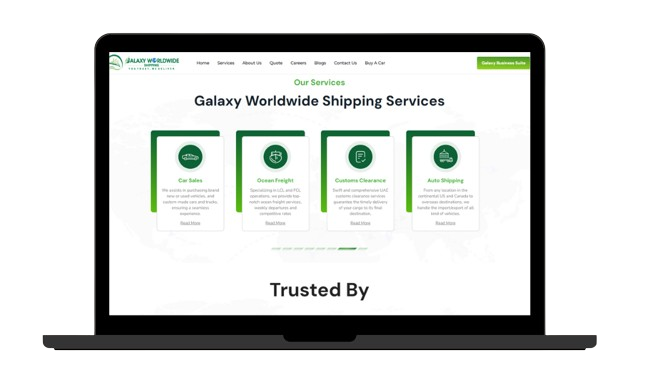 GALAXY WORLDWIDE
SHIPPING
Home Services About Us Quote Careers Blogs Contact Us Buy A Car
Galaxy Business Suite
Our Services
Galaxy Worldwide Shipping Services
Car Sales
We assists in purchasing brand
new or used vehicles, and
custom made cars and trucks,
ensuring a seamless
experience.
Read More
Ocean Freight
Specializing in LCL and FCL
operations, we provide top-
notch ocean freight services,
weekly departures and
competitive rates
Read More
Customs Clearance
Swift and comprehensive UAE
customs clearance services
guarantee the timely delivery
of your cargo to its final
destination.
Read More
Auto Shipping
From any location in the
continental US and Canada to
overseas destinations, we
handle the transport of all
kind of vehicles.
Read More
Trusted By